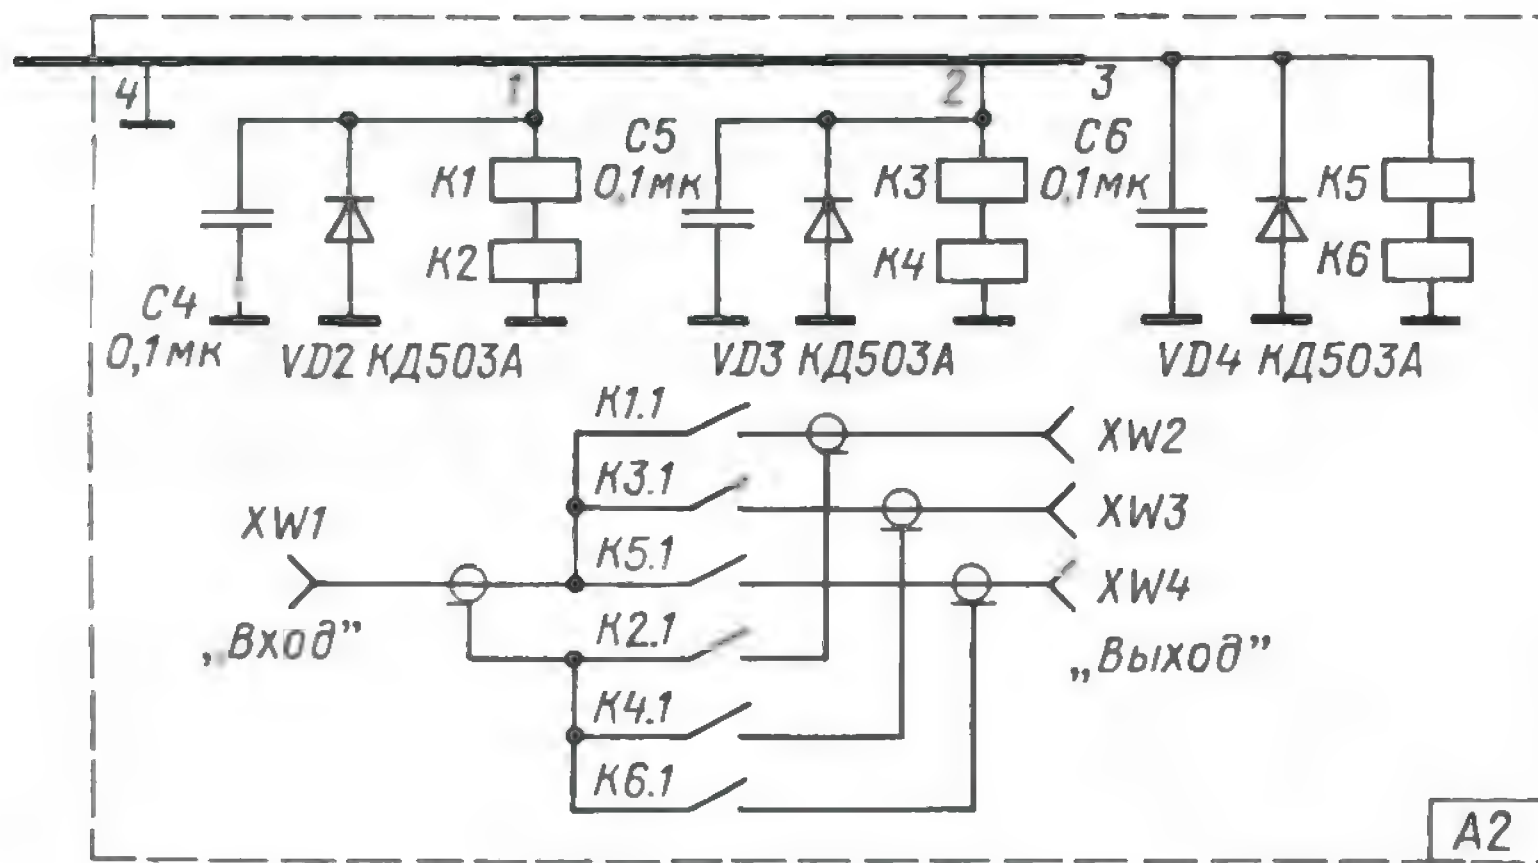 4
1
2
3
C5
0,1мк
C6
0,1мк
K1
K3
K5
K2
K4
K6
C4
0,1мк
VD2 КД503А
VD3 КД503А
VD4 КД503А
K1.1
XW2
K3.1
XW3
XW1
K5.1
XW4
„Вход”
K2.1
„Выход”
K4.1
K6.1
A2